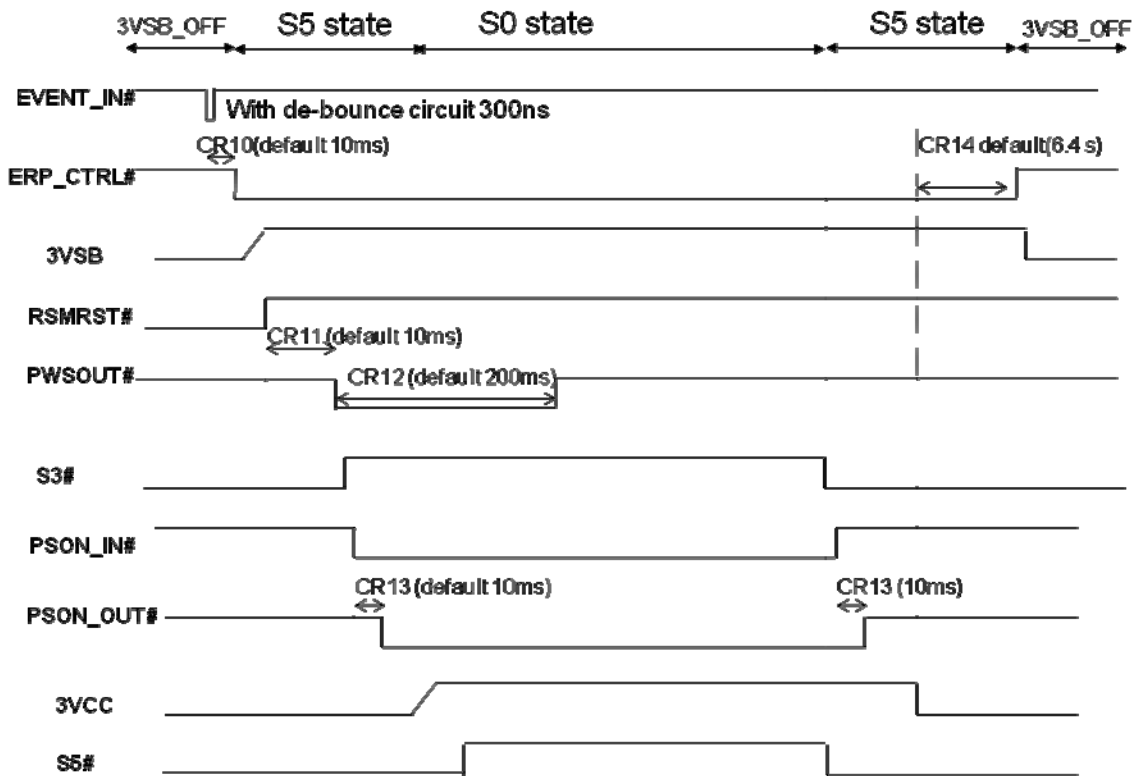 3VSB_OFF S5 state S0 state S5 state 3VSB_OFF
EVENT_IN#
With de-bounce circuit 300ns
CR10(default 10ms) CR14 default(6.4 s)
ERP_CTRL#
3VSB
RSMRST#
CR11 (default 10ms)
PWSOUT# CR12 (default 200ms)
S3#
PSON_IN#
CR13 (default 10ms) CR13 (10ms)
PSON_OUT#
3VCC
S5#